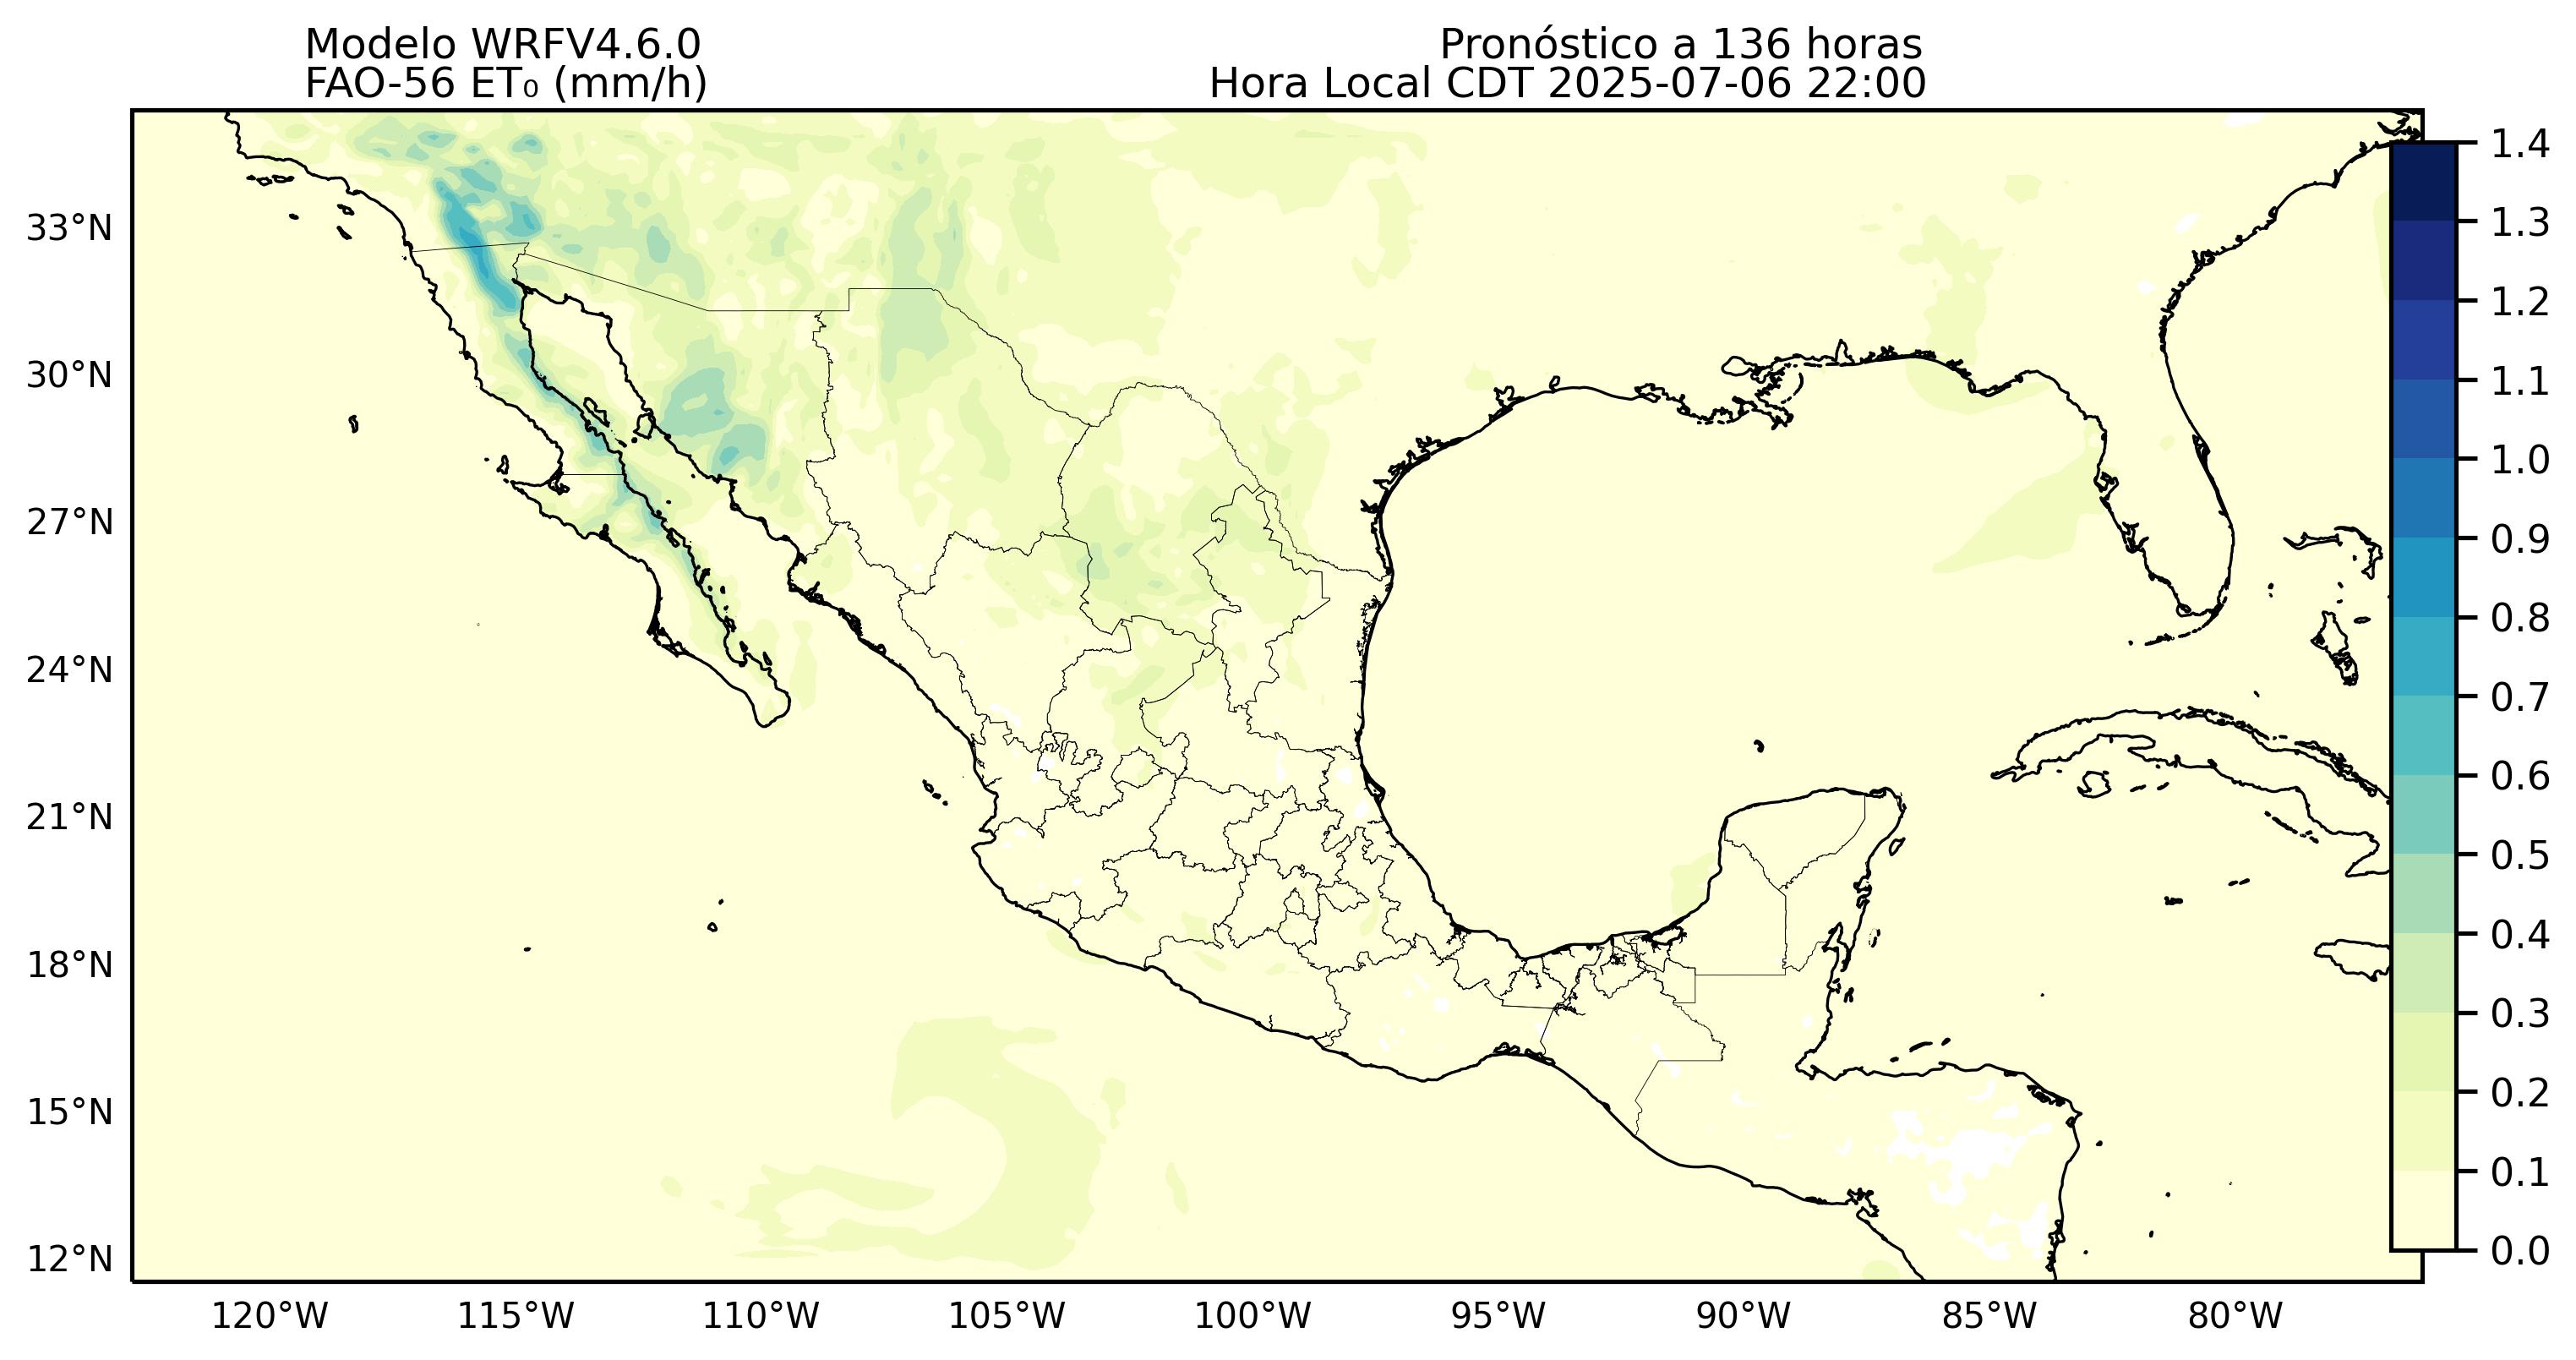 Modelo WRFV4.6.0
FAO-56 ET₀ (mm/h)
Pronóstico a 136 horas
Hora Local CDT 2025-07-06 22:00
33°N
30°N
27°N
24°N
21°N
18°N
15°N
12°N
120°W
115°W
110°W
105°W
100°W
95°W
90°W
85°W
80°W
1.4
1.3
1.2
1.1
1.0
0.9
0.8
0.7
0.6
0.5
0.4
0.3
0.2
0.1
0.0